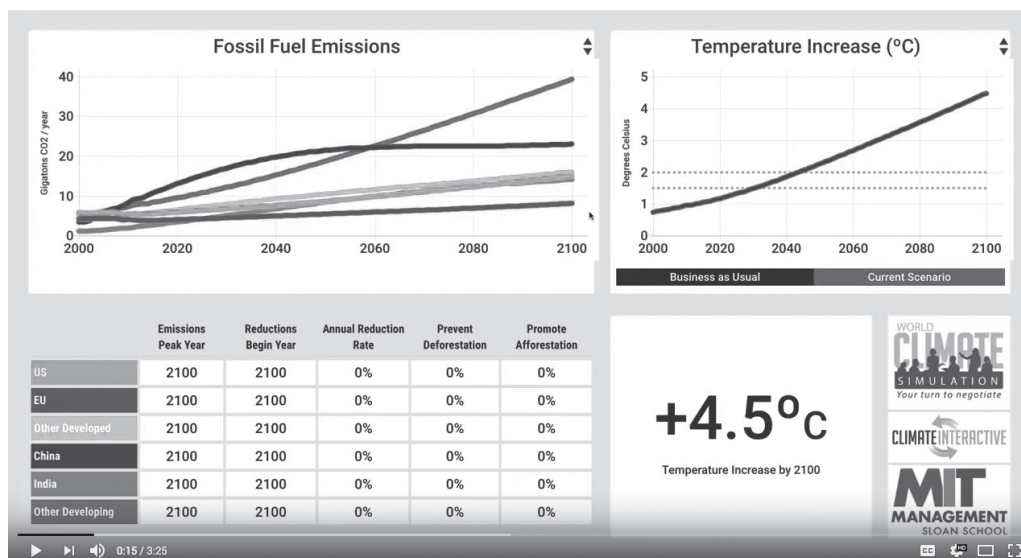 Fossil Fuel Emissions
Gigatons CO2 / year
40
30
20
10
0
2000 2020 2040 2060 2080 2100
Temperature Increase (ºC)
Degrees Celsius
5
4
3
2
1
0
2000 2020 2040 2060 2080 2100
Business as Usual Current Scenario
Emissions Peak Year Reductions Begin Year Annual Reduction Rate Prevent Deforestation Promote Afforestation
US 2100 2100 0% 0% 0%
EU 2100 2100 0% 0% 0%
Other Developed 2100 2100 0% 0% 0%
China 2100 2100 0% 0% 0%
India 2100 2100 0% 0% 0%
Other Developing 2100 2100 0% 0% 0%
+4.5ºC
Temperature Increase by 2100
WORLD
CLIMATE
SIMULATION
Your turn to negotiate
CLIMATE INTERACTIVE
MIT
MANAGEMENT
SLOAN SCHOOL
0:15 / 3:25
CC HD